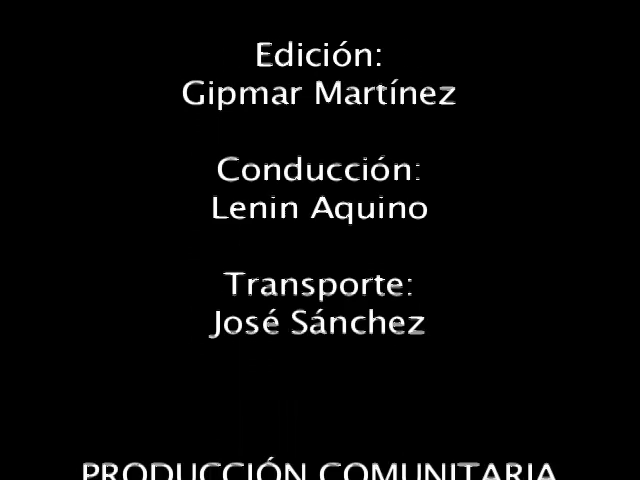 Edición:
Gipmar Martínez
Conducción:
Lenin Aquino
Transporte:
José Sánchez
PRODUCCIÓN COMUNITARIA